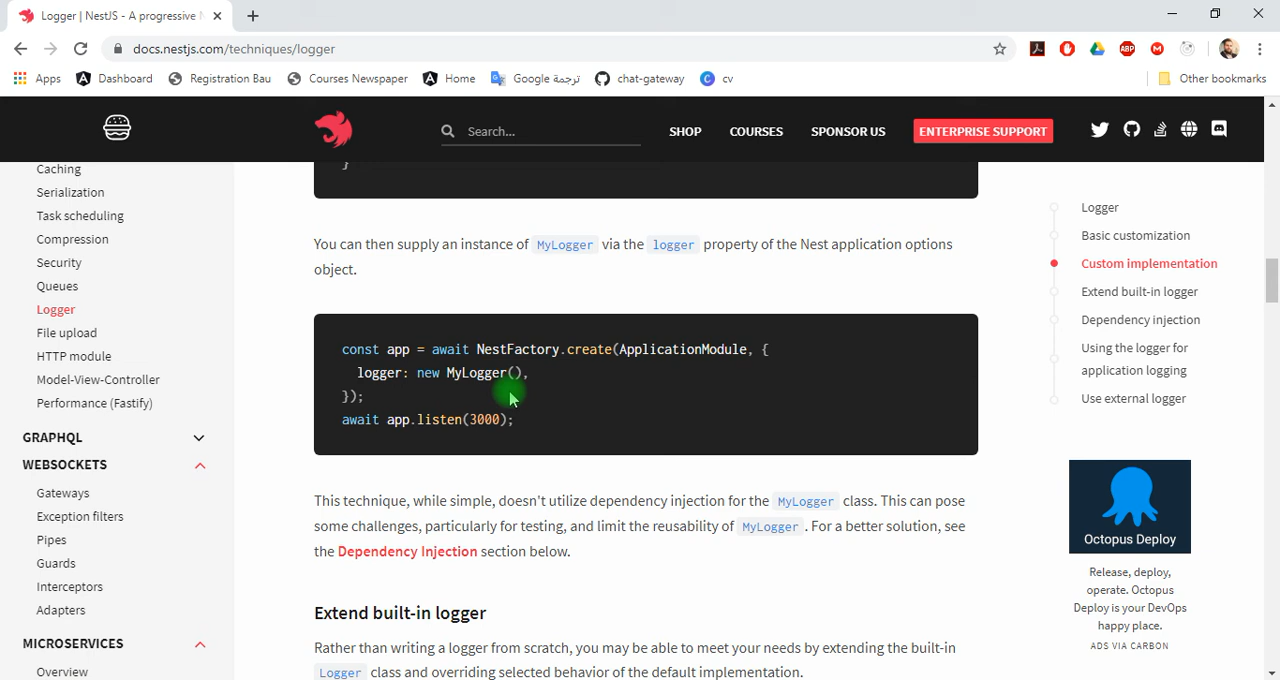 Logger | NestJS - A progressive N
docs.nestjs.com/techniques/logger
ABP
Apps
Dashboard
Registration Bau
Courses Newspaper
Home
ترجمة Google
chat-gateway
C
cv
Other bookmarks
Search...
SHOP
COURSES
SPONSOR US
ENTERPRISE SUPPORT
Caching
Serialization
Task scheduling
Compression
Security
Queues
Logger
File upload
HTTP module
Model-View-Controller
Performance (Fastify)
GRAPHQL
WEBSOCKETS
Gateways
Exception filters
Pipes
Guards
Interceptors
Adapters
MICROSERVICES
Overview
}
You can then supply an instance of MyLogger via the logger property of the Nest application options
object.
const app = await NestFactory.create(ApplicationModule, {
logger: new MyLogger(),
});
await app.listen(3000);
This technique, while simple, doesn't utilize dependency injection for the MyLogger class. This can pose
some challenges, particularly for testing, and limit the reusability of MyLogger. For a better solution, see
the Dependency Injection section below.
Extend built-in logger
Rather than writing a logger from scratch, you may be able to meet your needs by extending the built-in
Logger class and overriding selected behavior of the default implementation.
Logger
Basic customization
Custom implementation
Extend built-in logger
Dependency injection
Using the logger for
application logging
Use external logger
Octopus Deploy
Release, deploy,
operate. Octopus
Deploy is your DevOps
happy place.
ADS VIA CARBON